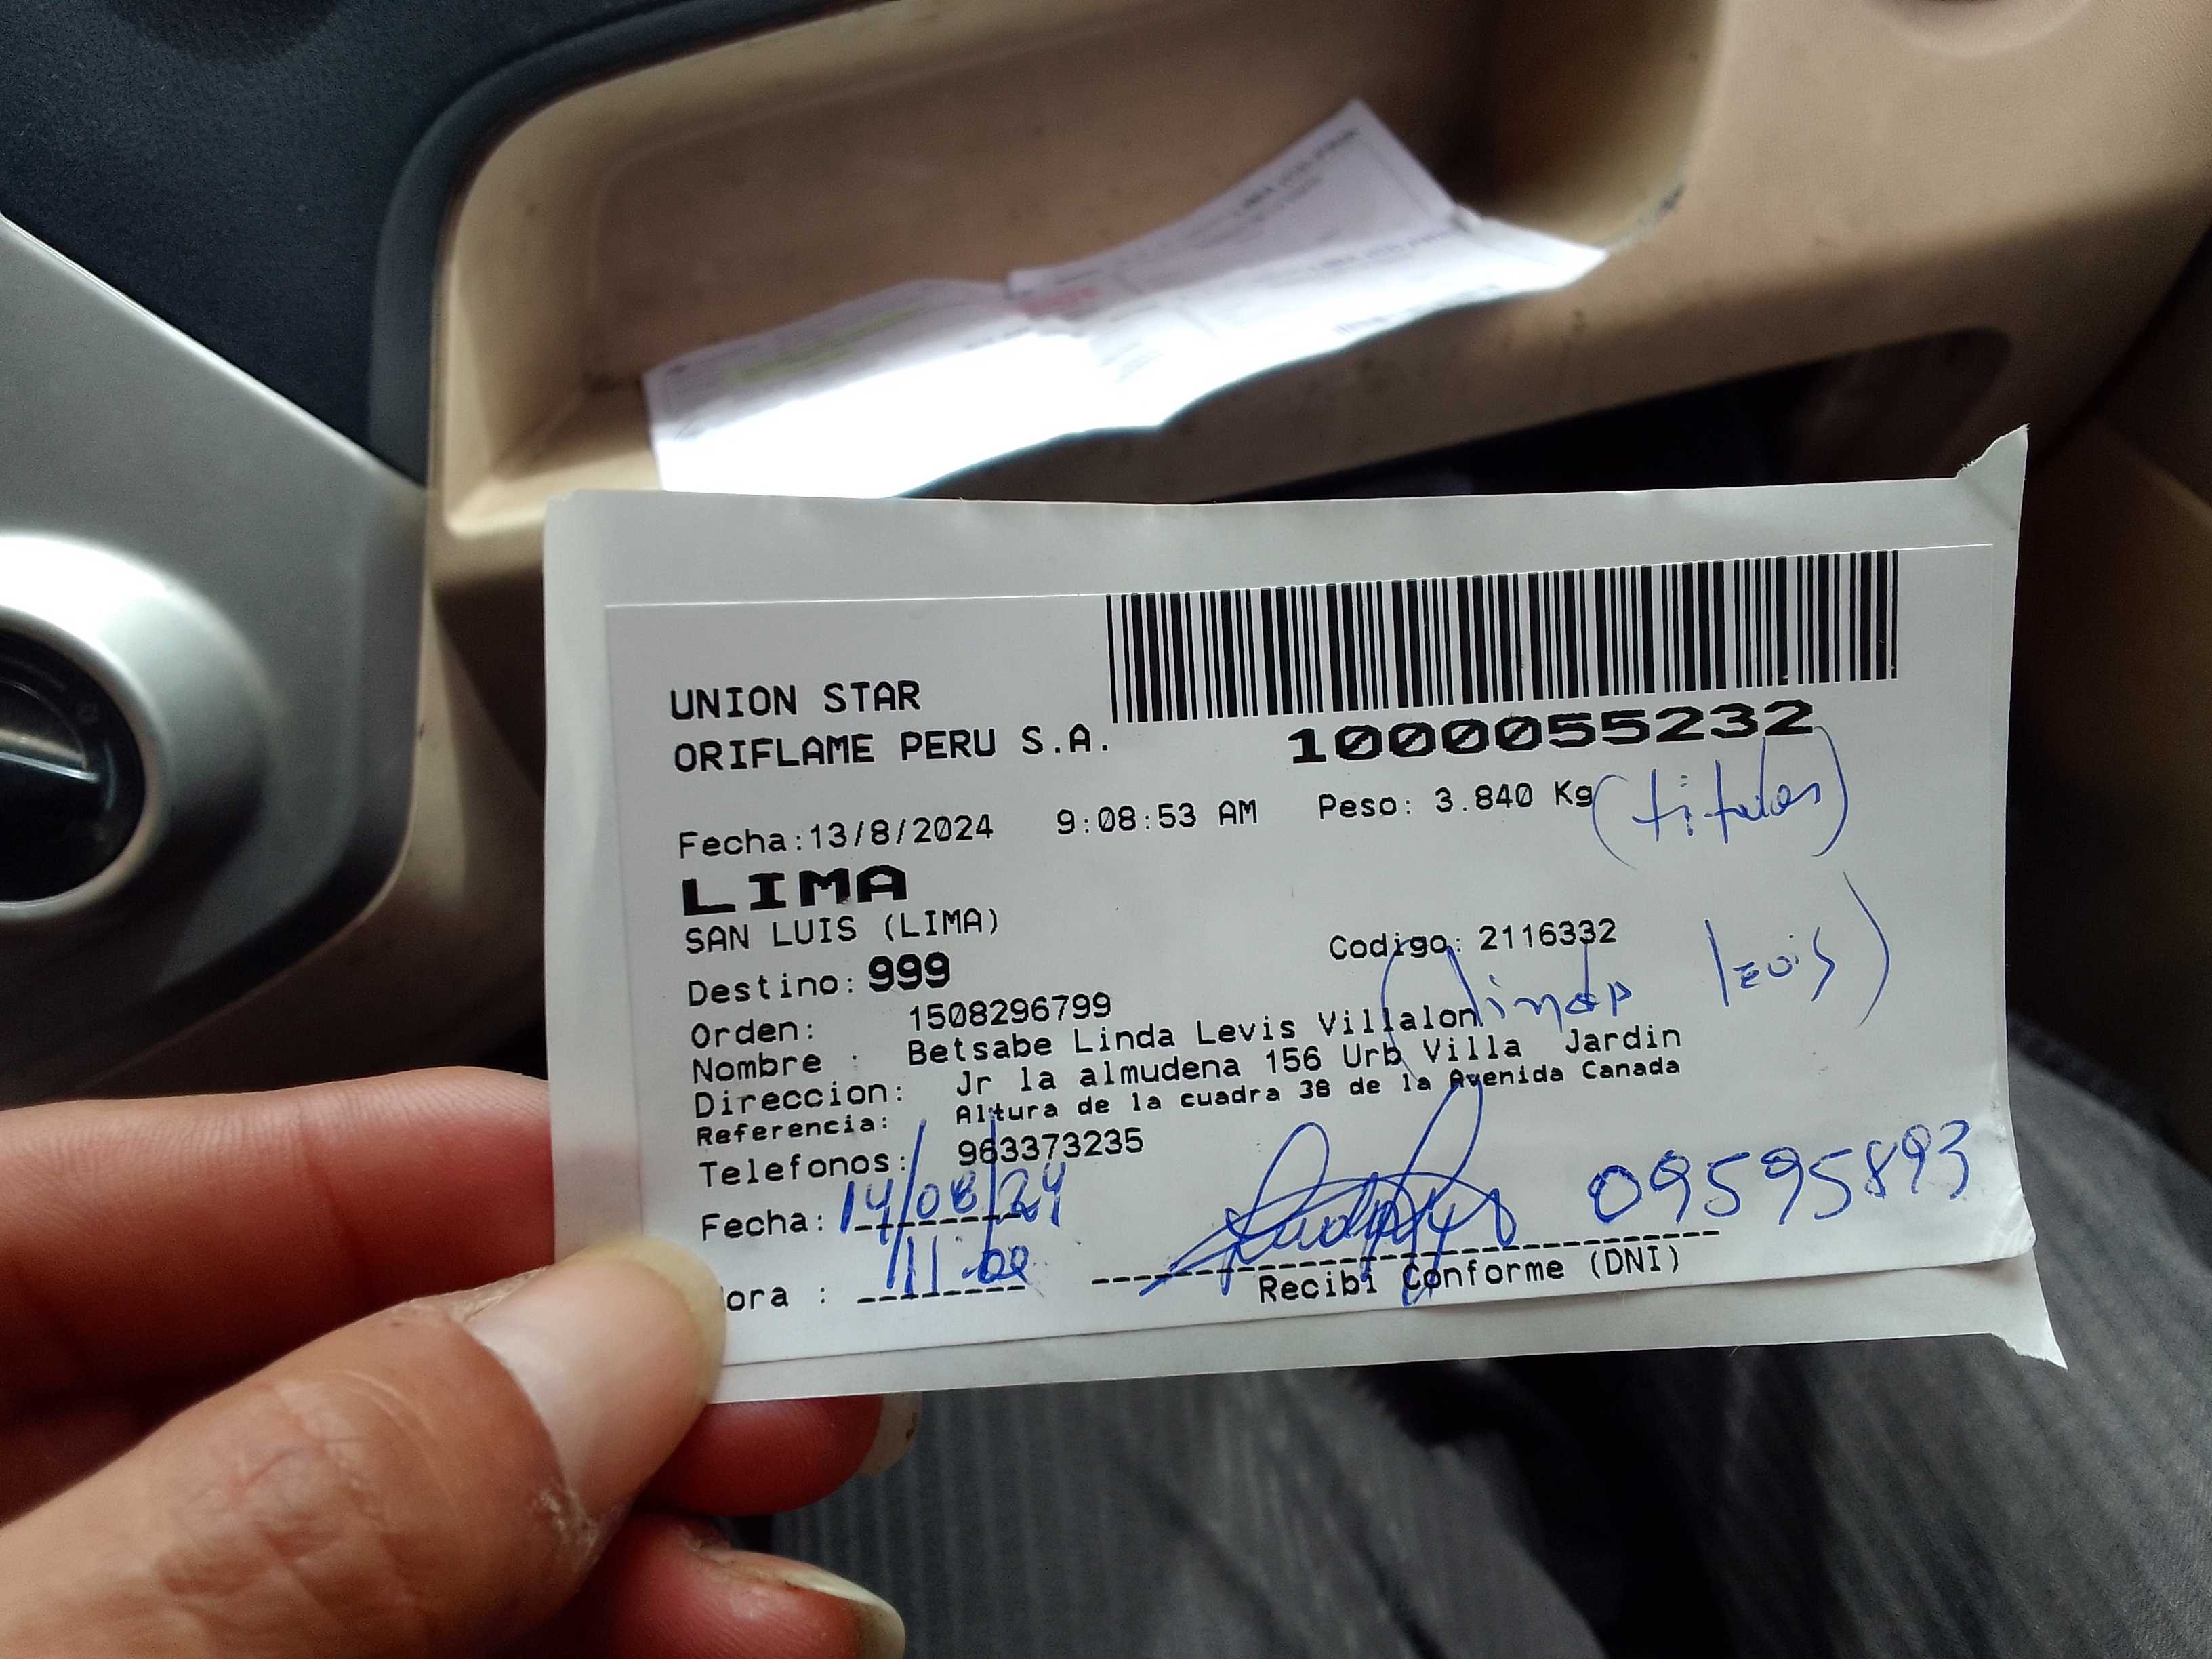 UNION STAR
ORIFLAME PERU S.A.
1000055232
Fecha:13/8/2024 9:08:53 AM Peso: 3.840 Kg
(titular)
LIMA
SAN LUIS (LIMA)
Codigo: 2116332
Destino: 999
Orden: 1508296799
Nombre : Betsabe Linda Levis Villalon
Direccion: Jr la almudena 156 Urb Villa Jardin
Referencia: Altura de la cuadra 38 de la Avenida Canada
Telefonos: 963373235
Fecha: 14/08/24
09595893
ora : 11:00
Recibi Conforme (DNI)